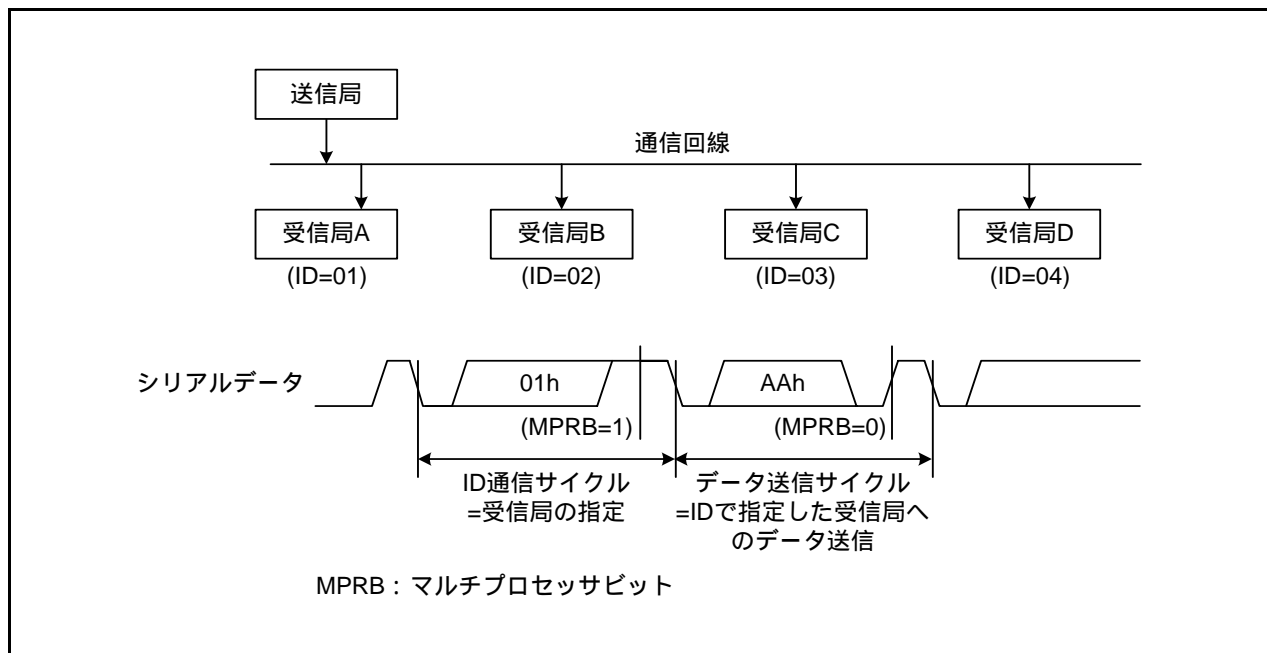 送信局
通信回線
受信局A
受信局B
受信局C
受信局D
(ID=01)
(ID=02)
(ID=03)
(ID=04)
シリアルデータ
01h
AAh
(MPRB=1)
(MPRB=0)
ID通信サイクル
=受信局の指定
データ送信サイクル
=IDで指定した受信局へ
のデータ送信
MPRB : マルチプロセッサビット